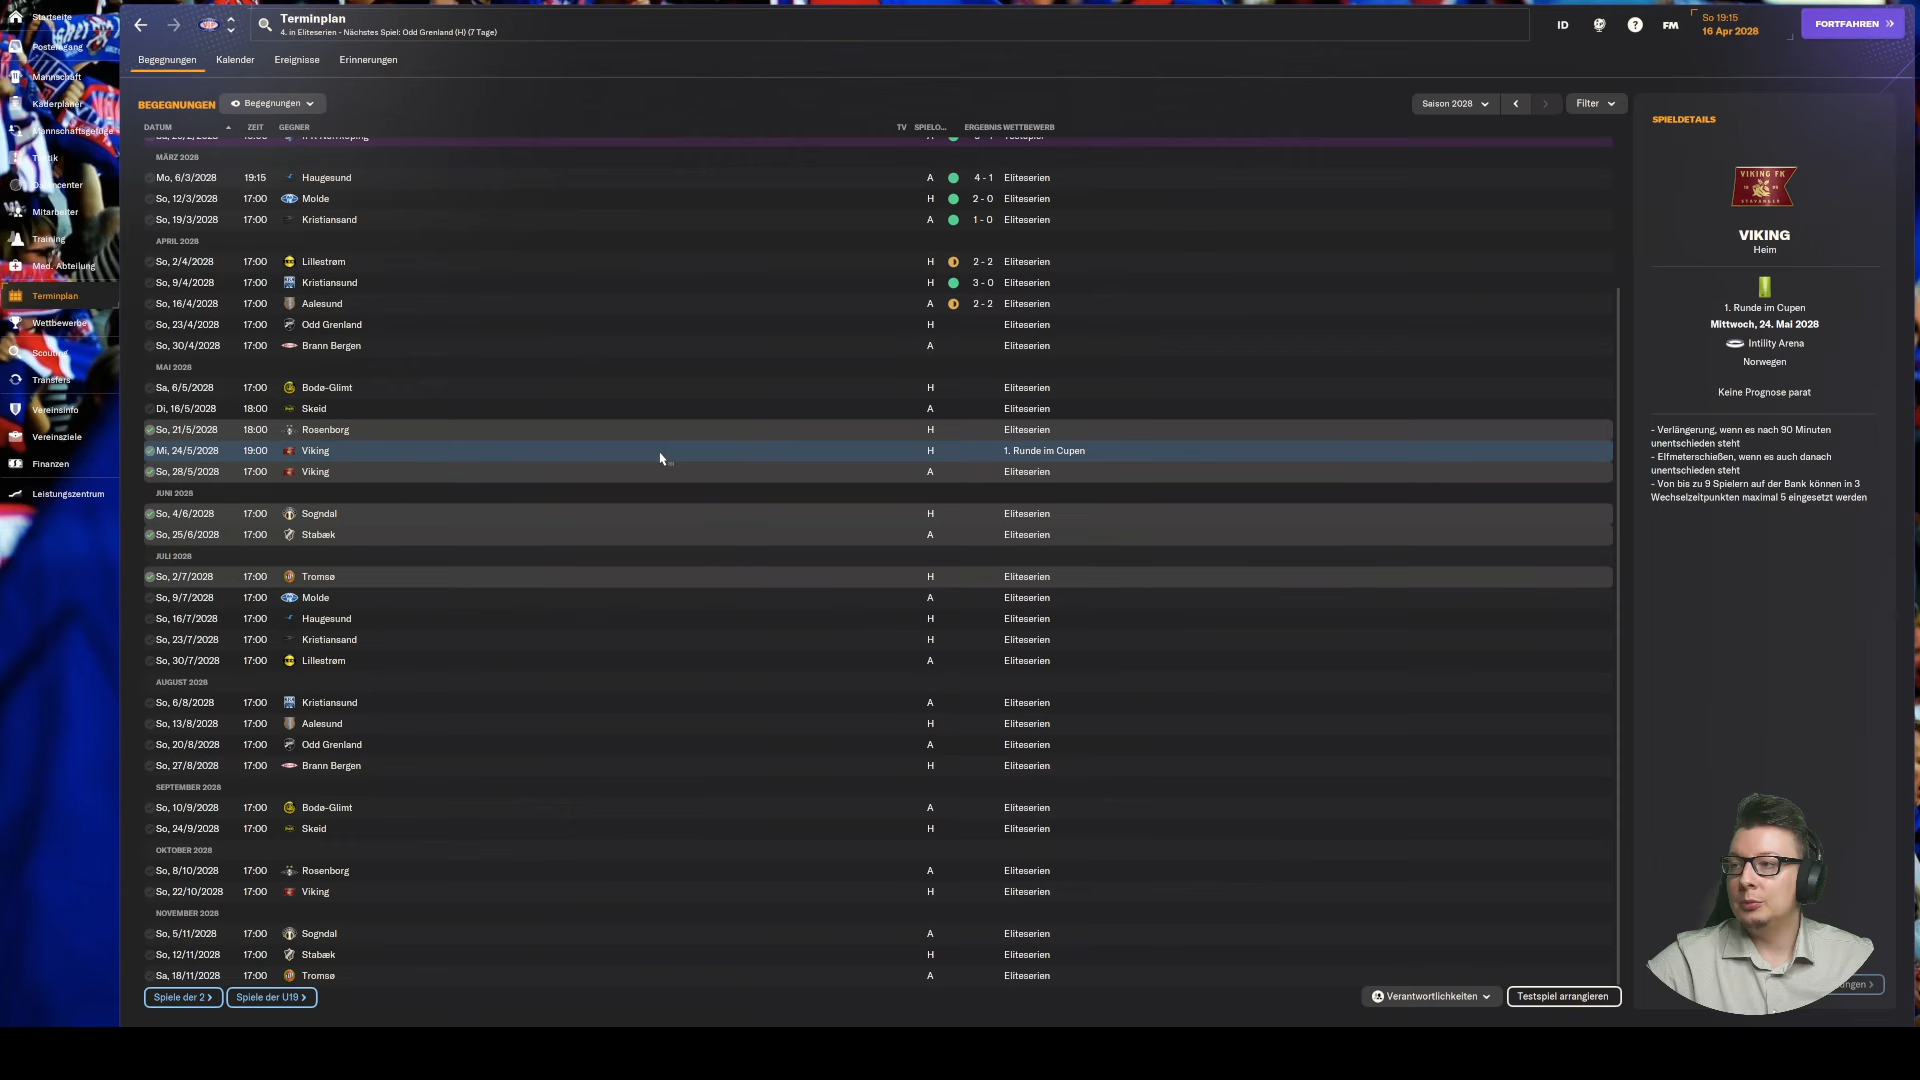 Startseite
Posteingang
Mannschaft
Kaderplaner
Mannschaftsgefüge
Taktik
Datencenter
Mitarbeiter
Training
Med. Abteilung
Terminplan
Wettbewerbe
Scouting
Transfers
Vereinsinfo
Vereinsziele
Finanzen
Leistungszentrum
Terminplan
4. in Eliteserien - Nächstes Spiel: Odd Grenland (H) (7 Tage)
ID
FM
So 19:15
16 Apr 2028
FORTFAHREN
Begegnungen Kalender Ereignisse Erinnerungen
BEGEGNUNGEN Begegnungen
Saison 2028 Filter
DATUM ZEIT GEGNER TV SPIELO... ERGEBNIS WETTBEWERB
MÄRZ 2028
Mo, 6/3/2028 19:15 Haugesund A 4 - 1 Eliteserien
So, 12/3/2028 17:00 Molde H 2 - 0 Eliteserien
So, 19/3/2028 17:00 Kristiansand A 1 - 0 Eliteserien
APRIL 2028
So, 2/4/2028 17:00 Lillestrøm H 2 - 2 Eliteserien
So, 9/4/2028 17:00 Kristiansund H 3 - 0 Eliteserien
So, 16/4/2028 17:00 Aalesund A 2 - 2 Eliteserien
So, 23/4/2028 17:00 Odd Grenland H Eliteserien
So, 30/4/2028 17:00 Brann Bergen A Eliteserien
MAI 2028
Sa, 6/5/2028 17:00 Bodø-Glimt H Eliteserien
Di, 16/5/2028 18:00 Skeid A Eliteserien
So, 21/5/2028 18:00 Rosenborg H Eliteserien
Mi, 24/5/2028 19:00 Viking H 1. Runde im Cupen
So, 28/5/2028 17:00 Viking A Eliteserien
JUNI 2028
So, 4/6/2028 17:00 Sogndal H Eliteserien
So, 25/6/2028 17:00 Stabæk A Eliteserien
JULI 2028
So, 2/7/2028 17:00 Tromsø H Eliteserien
So, 9/7/2028 17:00 Molde A Eliteserien
So, 16/7/2028 17:00 Haugesund H Eliteserien
So, 23/7/2028 17:00 Kristiansand H Eliteserien
So, 30/7/2028 17:00 Lillestrøm A Eliteserien
AUGUST 2028
So, 6/8/2028 17:00 Kristiansund A Eliteserien
So, 13/8/2028 17:00 Aalesund H Eliteserien
So, 20/8/2028 17:00 Odd Grenland A Eliteserien
So, 27/8/2028 17:00 Brann Bergen H Eliteserien
SEPTEMBER 2028
So, 10/9/2028 17:00 Bodø-Glimt A Eliteserien
So, 24/9/2028 17:00 Skeid H Eliteserien
OKTOBER 2028
So, 8/10/2028 17:00 Rosenborg A Eliteserien
So, 22/10/2028 17:00 Viking H Eliteserien
NOVEMBER 2028
So, 5/11/2028 17:00 Sogndal A Eliteserien
So, 12/11/2028 17:00 Stabæk H Eliteserien
Sa, 18/11/2028 17:00 Tromsø A Eliteserien
Spiele der 2 Spiele der U19 Verantwortlichkeiten Testspiel arrangieren
SPIELDETAILS
VIKING FK
STAVANGER
VIKING
Heim
1. Runde im Cupen
Mittwoch, 24. Mai 2028
Intility Arena
Norwegen
Keine Prognose parat
- Verlängerung, wenn es nach 90 Minuten
unentschieden steht
- Elfmeterschießen, wenn es auch danach
unentschieden steht
- Von bis zu 9 Spielern auf der Bank können in 3
Wechselzeitpunkten maximal 5 eingesetzt werden